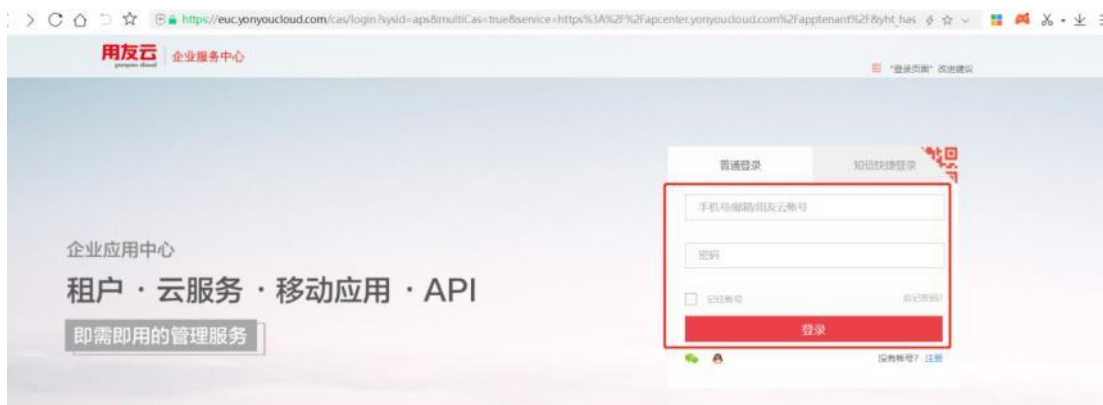 https://euc.yonyoucloud.com/cas/login?sysid=aps&multiCas=true&service=https%3A%2F%2Fapcenter.yonyoucloud.com%2Fapptenant%2F&yht_has
用友云
yonyou cloud
企业服务中心
"登录页面" 改进建议
普通登录
短信快捷登录
手机号/邮箱/用友云帐号
密码
记住账号
忘记密码?
登录
没有帐号? 注册
企业应用中心
租户 · 云服务 · 移动应用 · API
即需即用的管理服务